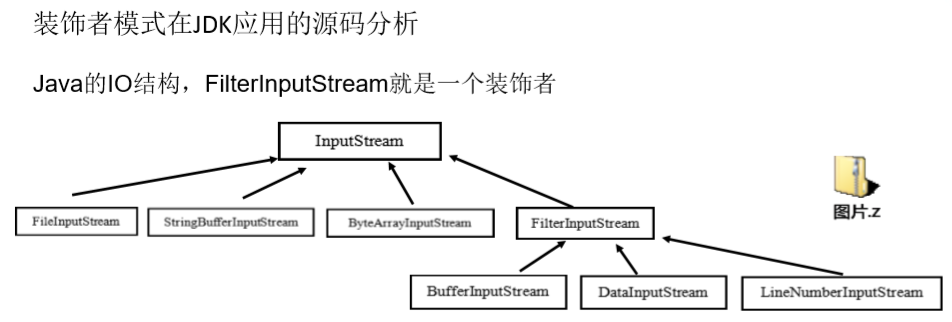 装饰者模式在JDK应用的源码分析
Java的IO结构，FilterInputStream就是一个装饰者
InputStream
FileInputStream
StringBufferInputStream
ByteArrayInputStream
FilterInputStream
图片.z
BufferInputStream
DataInputStream
LineNumberInputStream